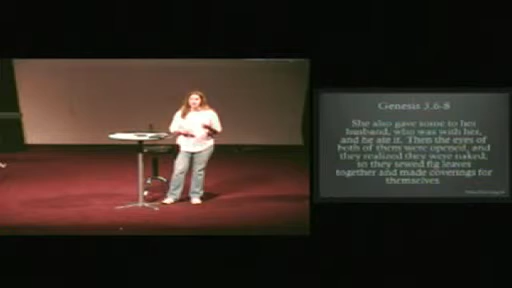 Genesis 3.6-8
She also gave some to her
husband, who was with her,
and he ate it. Then the eyes of
both of them were opened, and
they realized they were naked;
so they sewed fig leaves
together and made coverings for
themselves